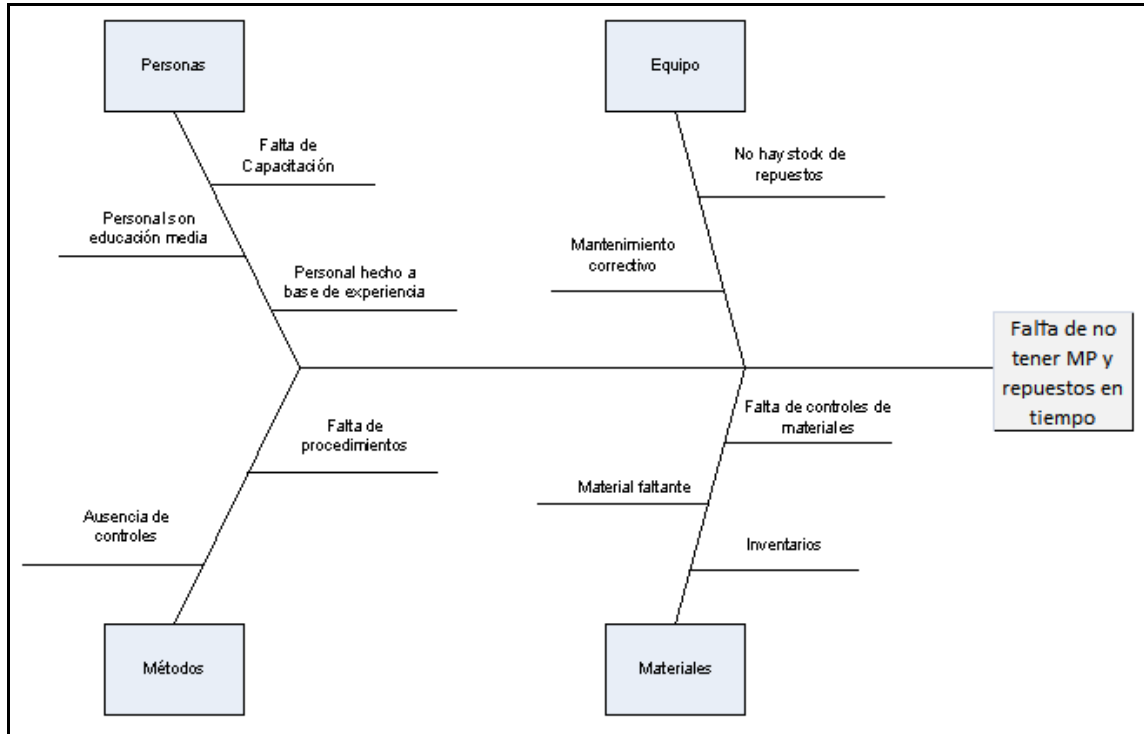 Personas
Equipo
Falta de
Capacitación
No hay stock de
repuestos
Personal son
educación media
Mantenimiento
correctivo
Personal hecho a
base de experiencia
Falta de no
tener MP y
repuestos en
tiempo
Falta de controles de
materiales
Falta de
procedimientos
Material faltante
Ausencia de
controles
Inventarios
Métodos
Materiales